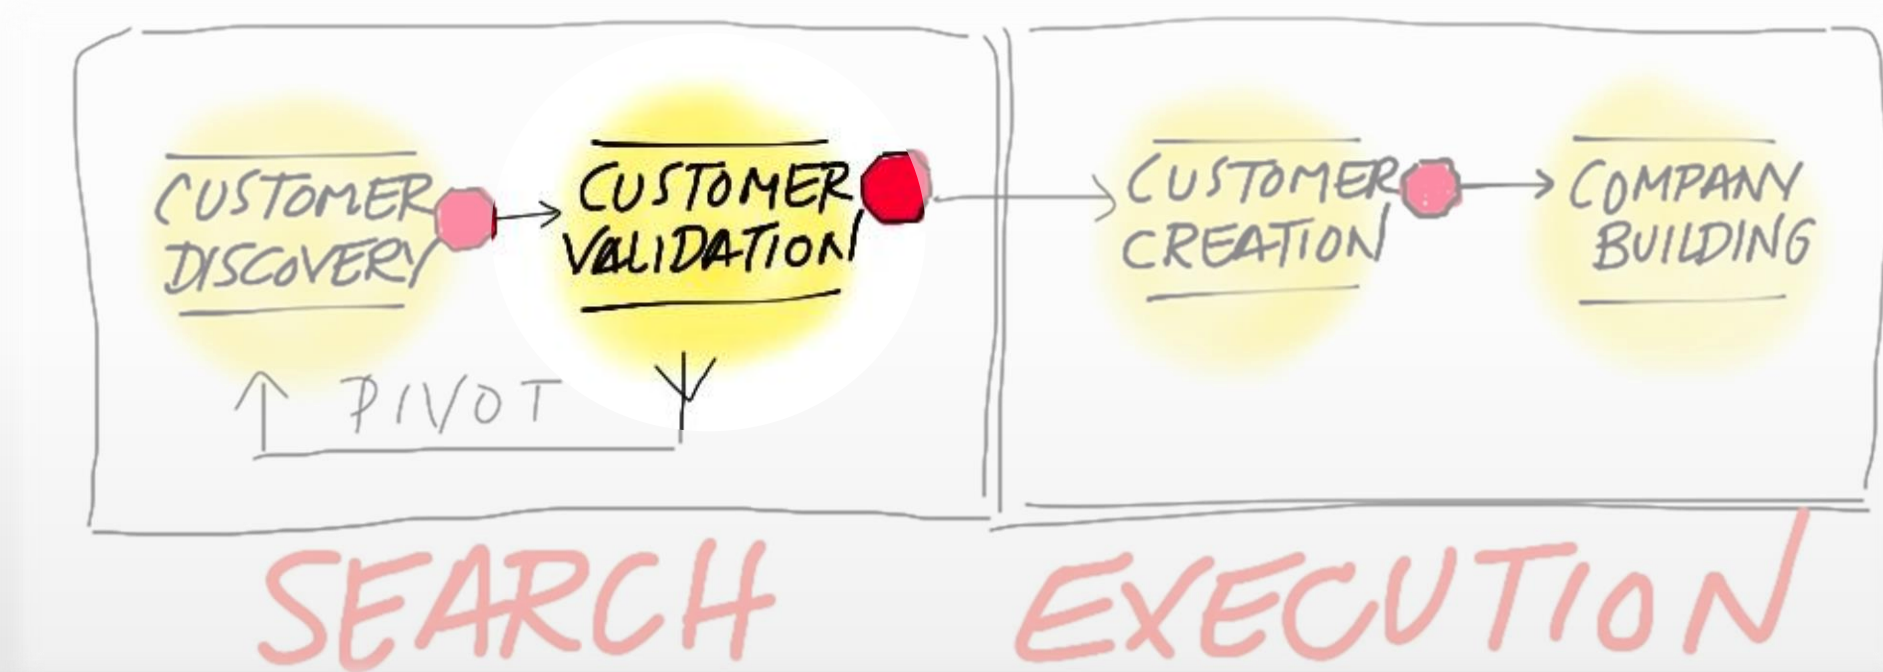 CUSTOMER
DISCOVERY
CUSTOMER
VALIDATION
CUSTOMER
CREATION
COMPANY
BUILDING
PIVOT
SEARCH
EXECUTION